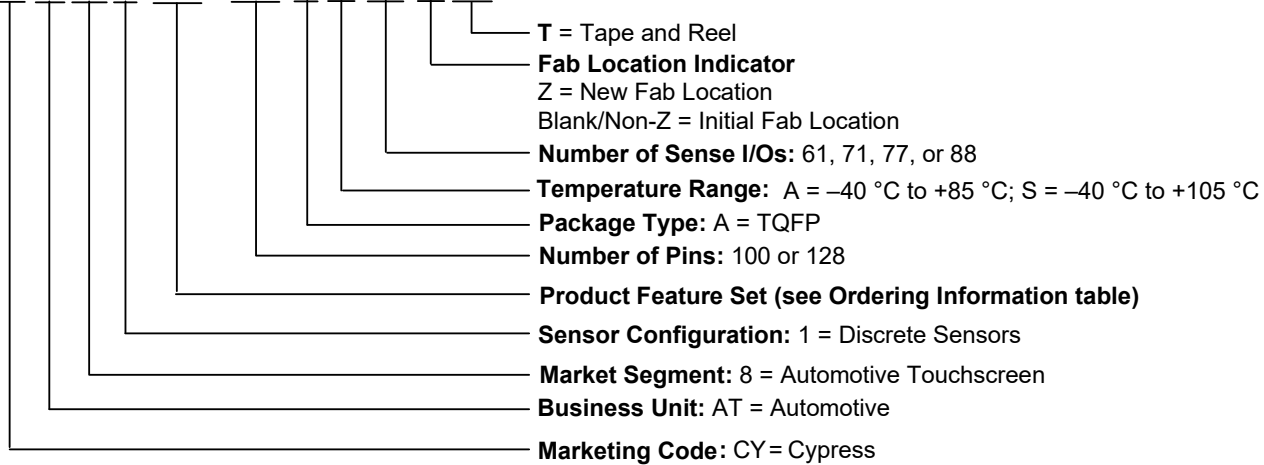 T = Tape and Reel
Fab Location Indicator
Z = New Fab Location
Blank/Non-Z = Initial Fab Location
Number of Sense I/Os: 61, 71, 77, or 88
Temperature Range: A = –40 °C to +85 °C; S = –40 °C to +105 °C
Package Type: A = TQFP
Number of Pins: 100 or 128
Product Feature Set (see Ordering Information table)
Sensor Configuration: 1 = Discrete Sensors
Market Segment: 8 = Automotive Touchscreen
Business Unit: AT = Automotive
Marketing Code: CY = Cypress